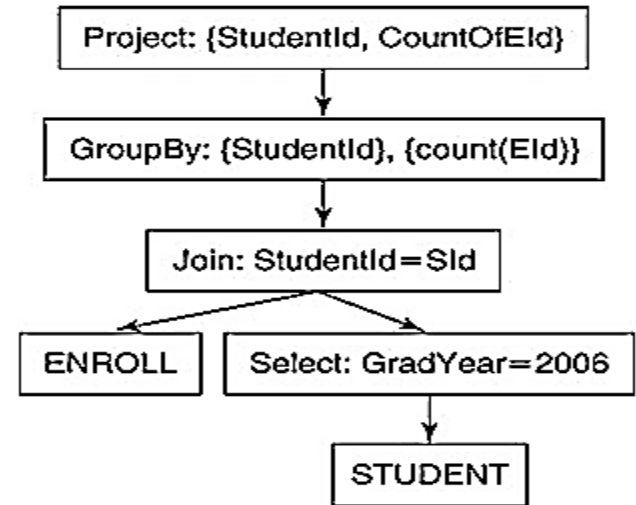 Project: {StudentId, CountOfEId}
GroupBy: {StudentId}, {count(EId)}
Join: StudentId=SId
ENROLL
Select: GradYear=2006
STUDENT